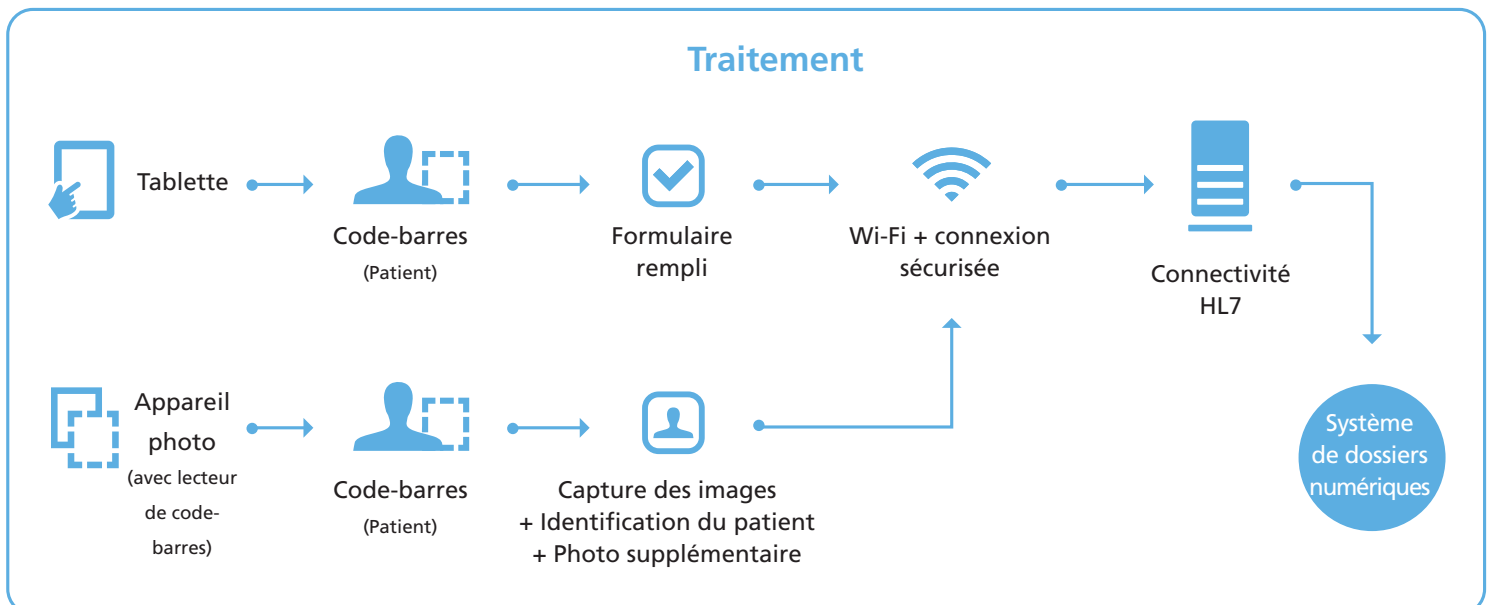 Traitement
Tablette
Code-barres
(Patient)
Formulaire
rempli
Wi-Fi + connexion
sécurisée
Connectivité
HL7
Appareil
photo
(avec lecteur
de code-
barres)
Code-barres
(Patient)
Capture des images
+ Identification du patient
+ Photo supplémentaire
Système
de dossiers
numériques